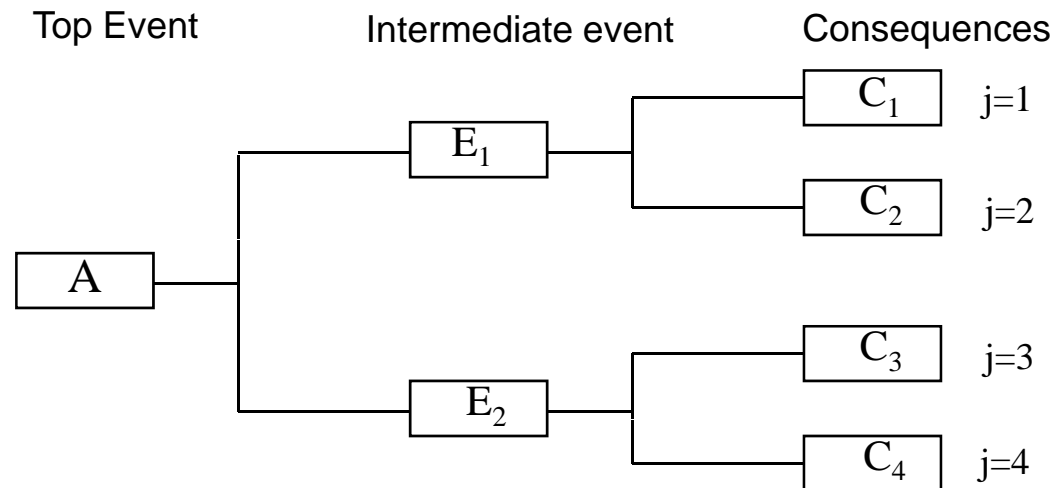 Top Event Intermediate event Consequences
C₁ j=1
E₁
C₂ j=2
A
C₃ j=3
E₂
C₄ j=4